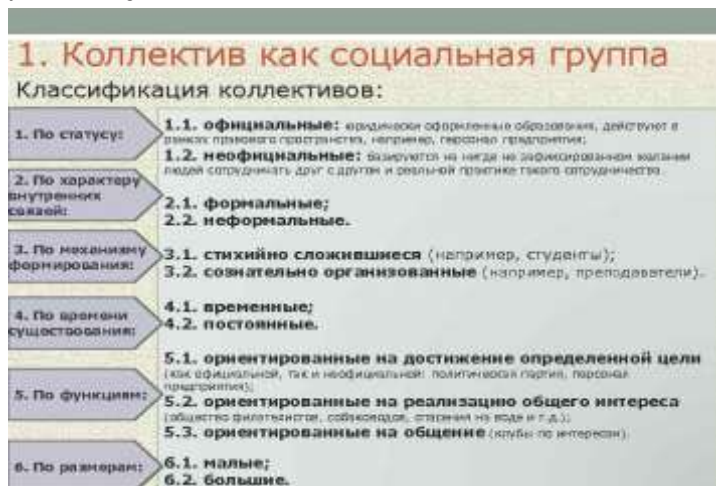 1. Коллектив как социальная группа
Классификация коллективов:
1. По статусу:
1.1. официальные: юридически оформленные образования, действуют в
рамках правового пространства, например, персонал предприятия;
1.2. неофициальные: базируются на нигде не зафиксированном желании
людей сотрудничать друг с другом и реальной практике такого сотрудничества.
2. По характеру
внутренних
связей:
2.1. формальные;
2.2. неформальные.
3. По механизму
формирования:
3.1. стихийно сложившиеся (например, студенты);
3.2. сознательно организованные (например, преподаватели).
4. По времени
существования:
4.1. временные;
4.2. постоянные.
5. По функциям:
5.1. ориентированные на достижение определенной цели
(как официальной, так и неофициальной: политическая партия, персонал
предприятия);
5.2. ориентированные на реализацию общего интереса
(общество филателистов, собаководов, спасения на воде и т.д.);
5.3. ориентированные на общение (клубы по интересам).
6. По размерам:
6.1. малые;
6.2. большие.